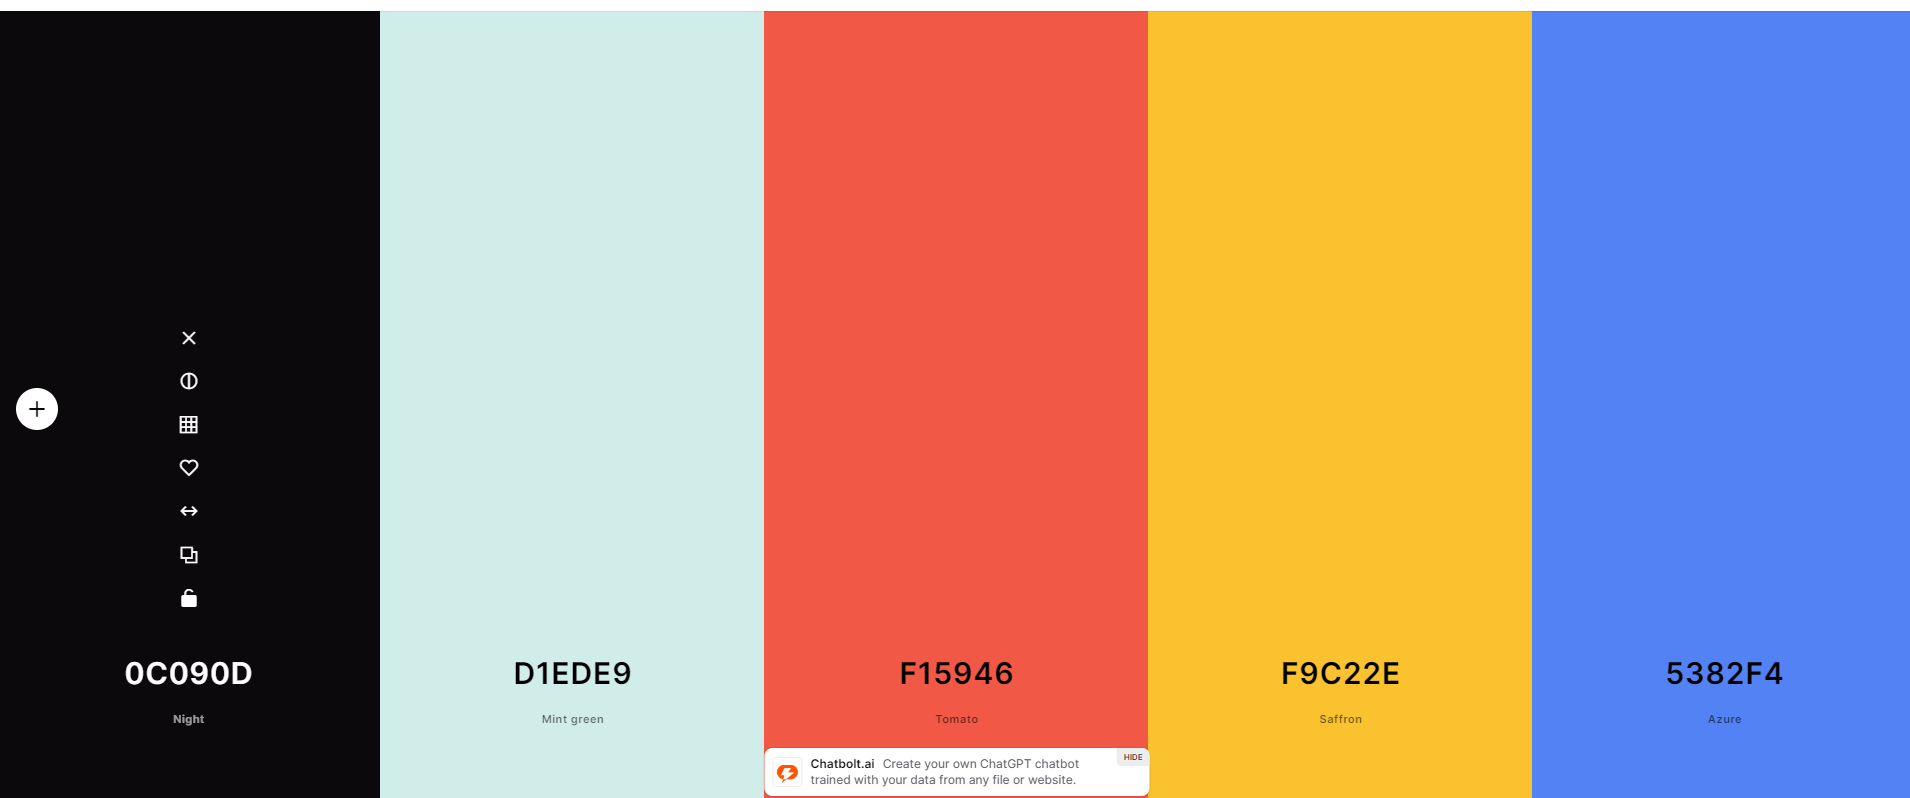 0C090D
Night
D1EDE9
Mint green
F15946
Tomato
F9C22E
Saffron
5382F4
Azure
Chatbolt.ai Create your own ChatGPT chatbot
trained with your data from any file or website.
HIDE